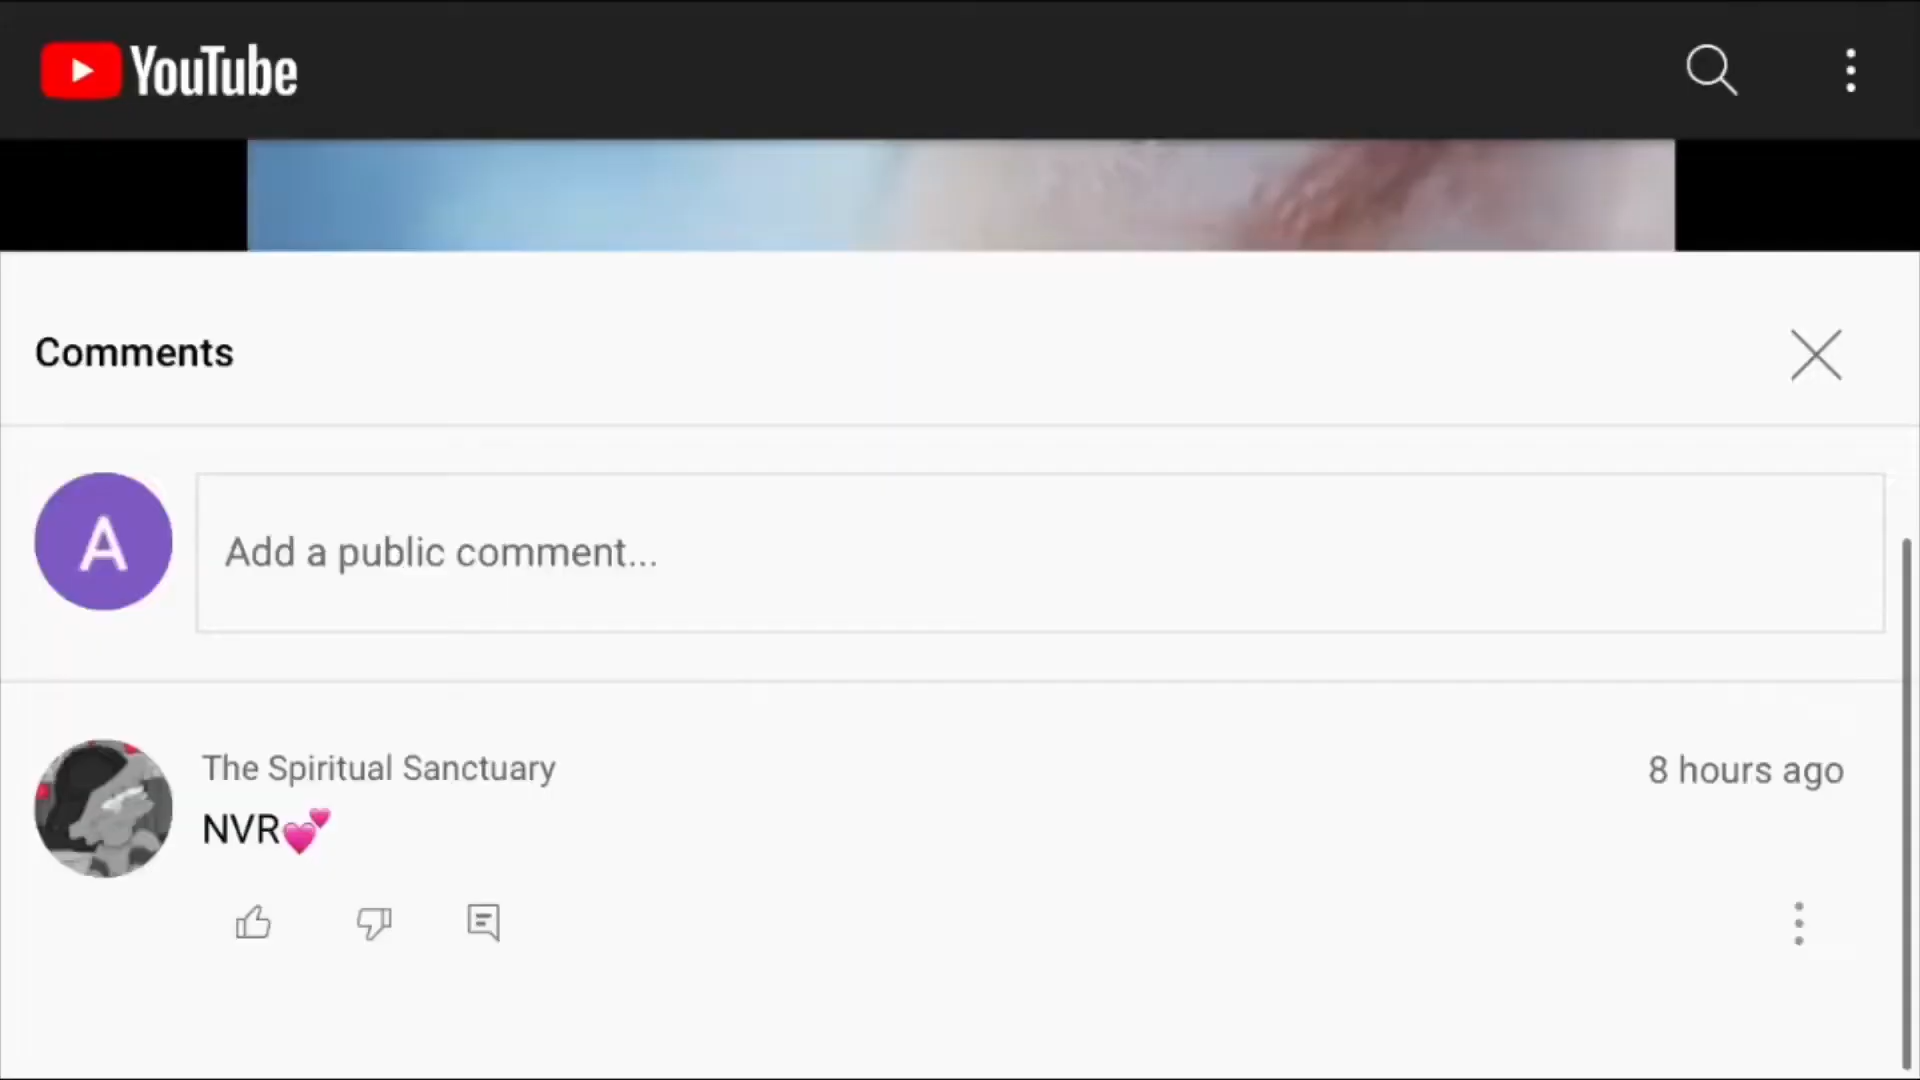 YouTube
Comments
A
Add a public comment...
The Spiritual Sanctuary
8 hours ago
NVR💕